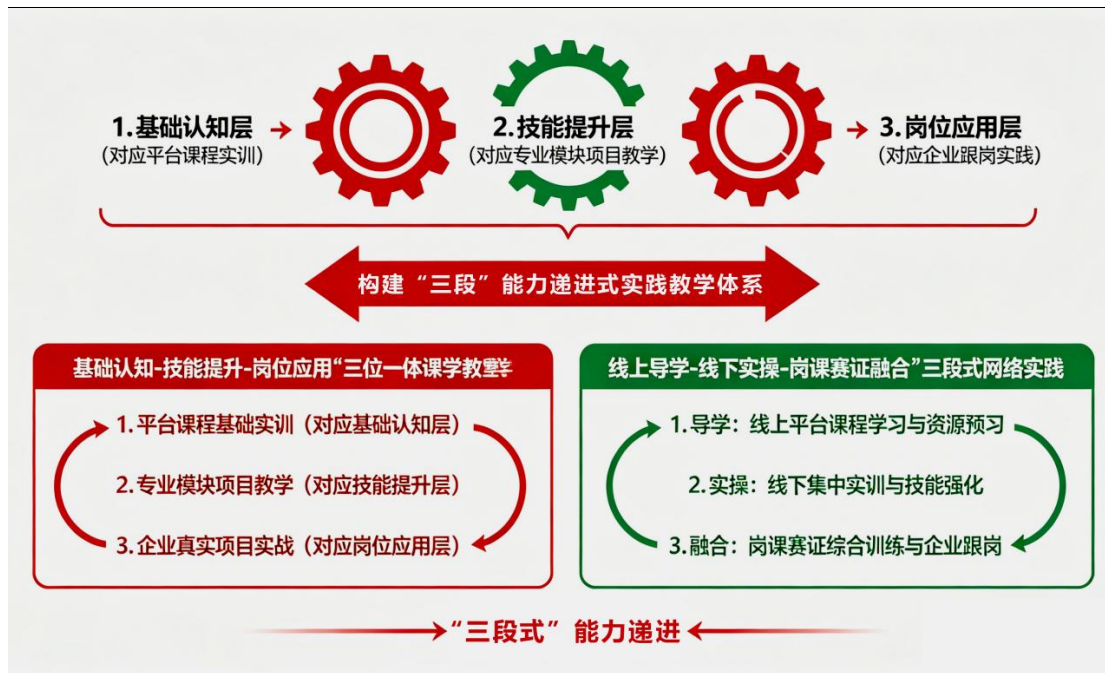 1.基础认知层
(对应平台课程实训)
2.技能提升层
(对应专业模块项目教学)
3.岗位应用层
(对应企业跟岗实践)
构建“三段”能力递进式实践教学体系
基础认知-技能提升-岗位应用“三位一体课学教
1.平台课程基础实训（对应基础认知层）
2.专业模块项目教学（对应技能提升层）
3.企业真实项目实战（对应岗位应用层）
线上导学-线下实操-岗课赛证融合”三段式网络实践
1.导学：线上平台课程学习与资源预习
2.实操：线下集中实训与技能强化
3.融合：岗课赛证综合训练与企业跟岗
“三段式”能力递进